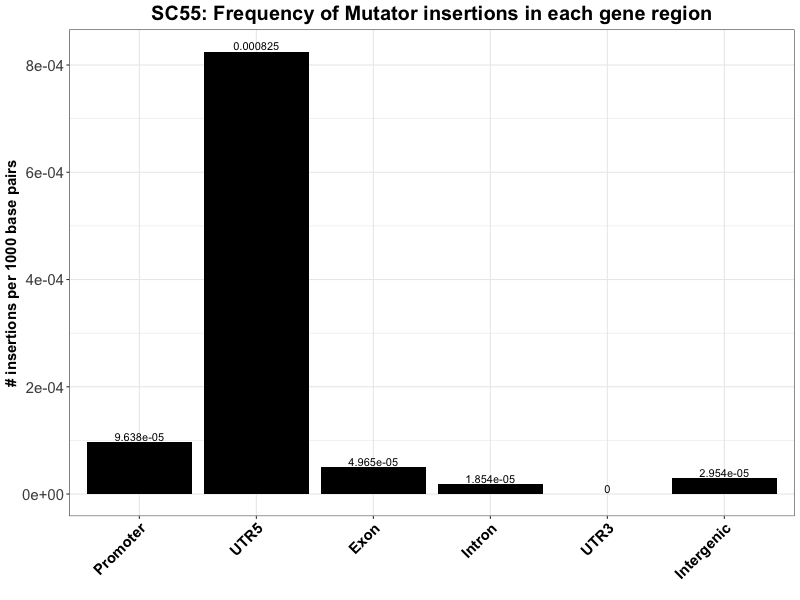 SC55: Frequency of Mutator insertions in each gene region
# insertions per 1000 base pairs
8e-04
6e-04
4e-04
2e-04
0e+00
9.638e-05
0.000825
4.965e-05
1.854e-05
0
2.954e-05
Promoter
UTR5
Exon
Intron
UTR3
Intergenic